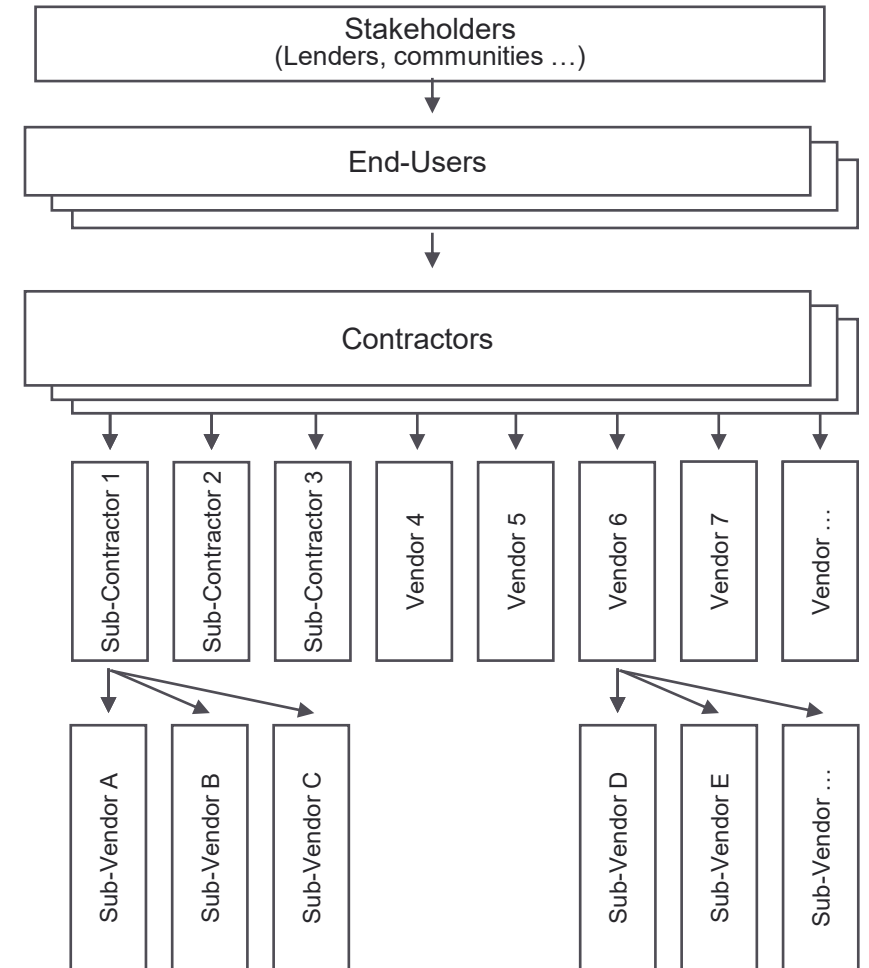 Stakeholders
(Lenders, communities …)
End-Users
Contractors
Sub-Contractor 1
Sub-Contractor 2
Sub-Contractor 3
Vendor 4
Vendor 5
Vendor 6
Vendor 7
Vendor …
Sub-Vendor A
Sub-Vendor B
Sub-Vendor C
Sub-Vendor D
Sub-Vendor E
Sub-Vendor …